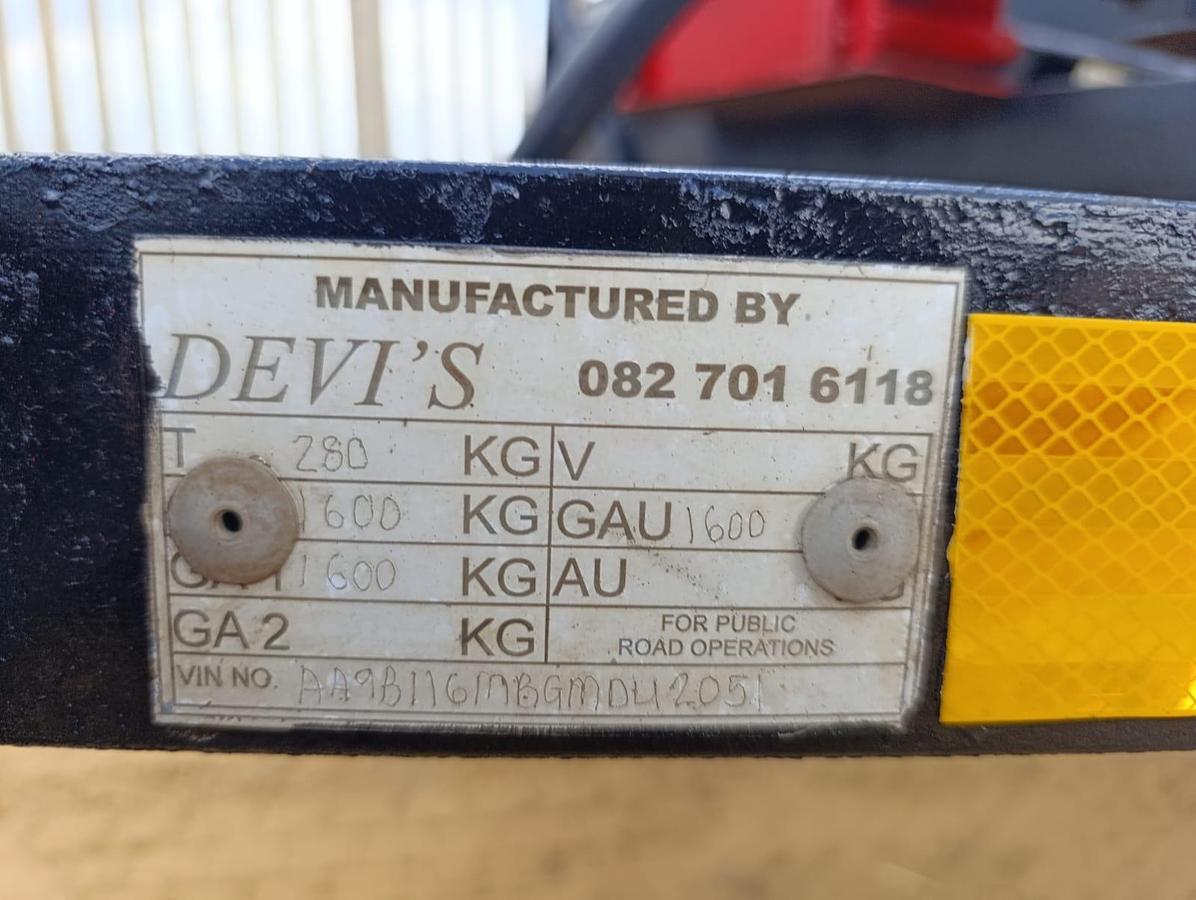 MANUFACTURED BY
DEVI'S 082 701 6118
T 280 KG V KG
1600 KG GAU 1600
1600 KG AU
GA 2 KG FOR PUBLIC
ROAD OPERATIONS
VIN NO. AA9B116MBGMDU2051